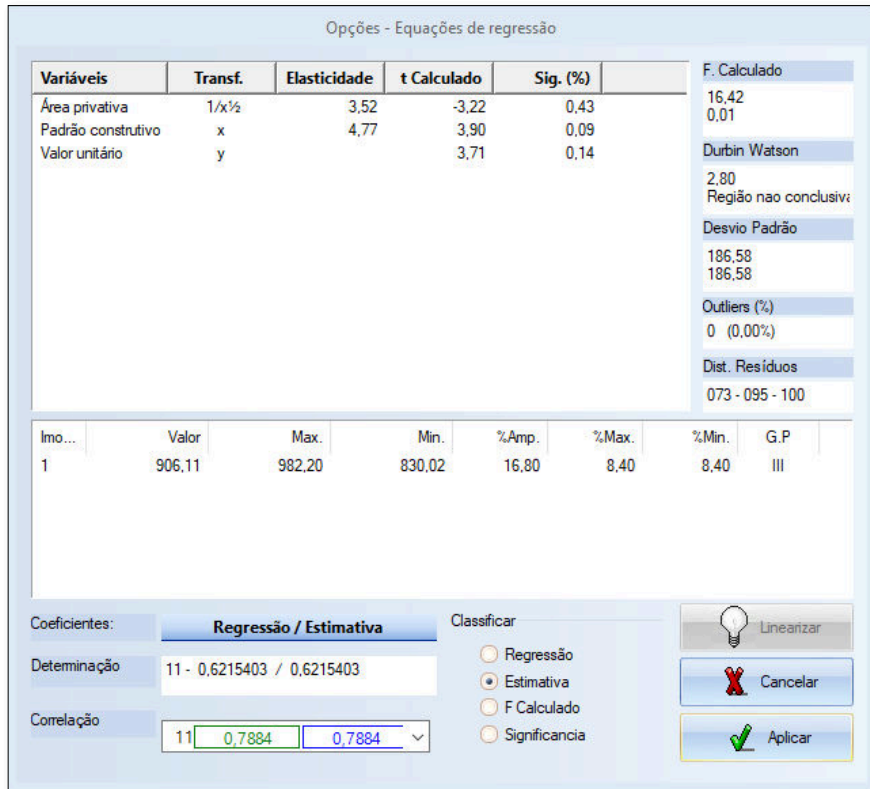 Opções - Equações de regressão
Variáveis Transf. Elasticidade t Calculado Sig. (%)
Área privativa 1/x½ 3,52 -3,22 0,43
Padrão construtivo x 4,77 3,90 0,09
Valor unitário y 3,71 0,14
F. Calculado
16,42
0,01
Durbin Watson
2,80
Região nao conclusiva
Desvio Padrão
186,58
186,58
Outliers (%)
0 (0,00%)
Dist. Resíduos
073 - 095 - 100
Imo... Valor Max. Min. %Amp. %Max. %Min. G.P
1 906,11 982,20 830,02 16,80 8,40 8,40 III
Coeficientes: Regressão / Estimativa
Determinação 11 - 0,6215403 / 0,6215403
Correlação 11 0,7884 0,7884
Classificar
Regressão
Estimativa
F Calculado
Significancia
Linearizar
Cancelar
Aplicar